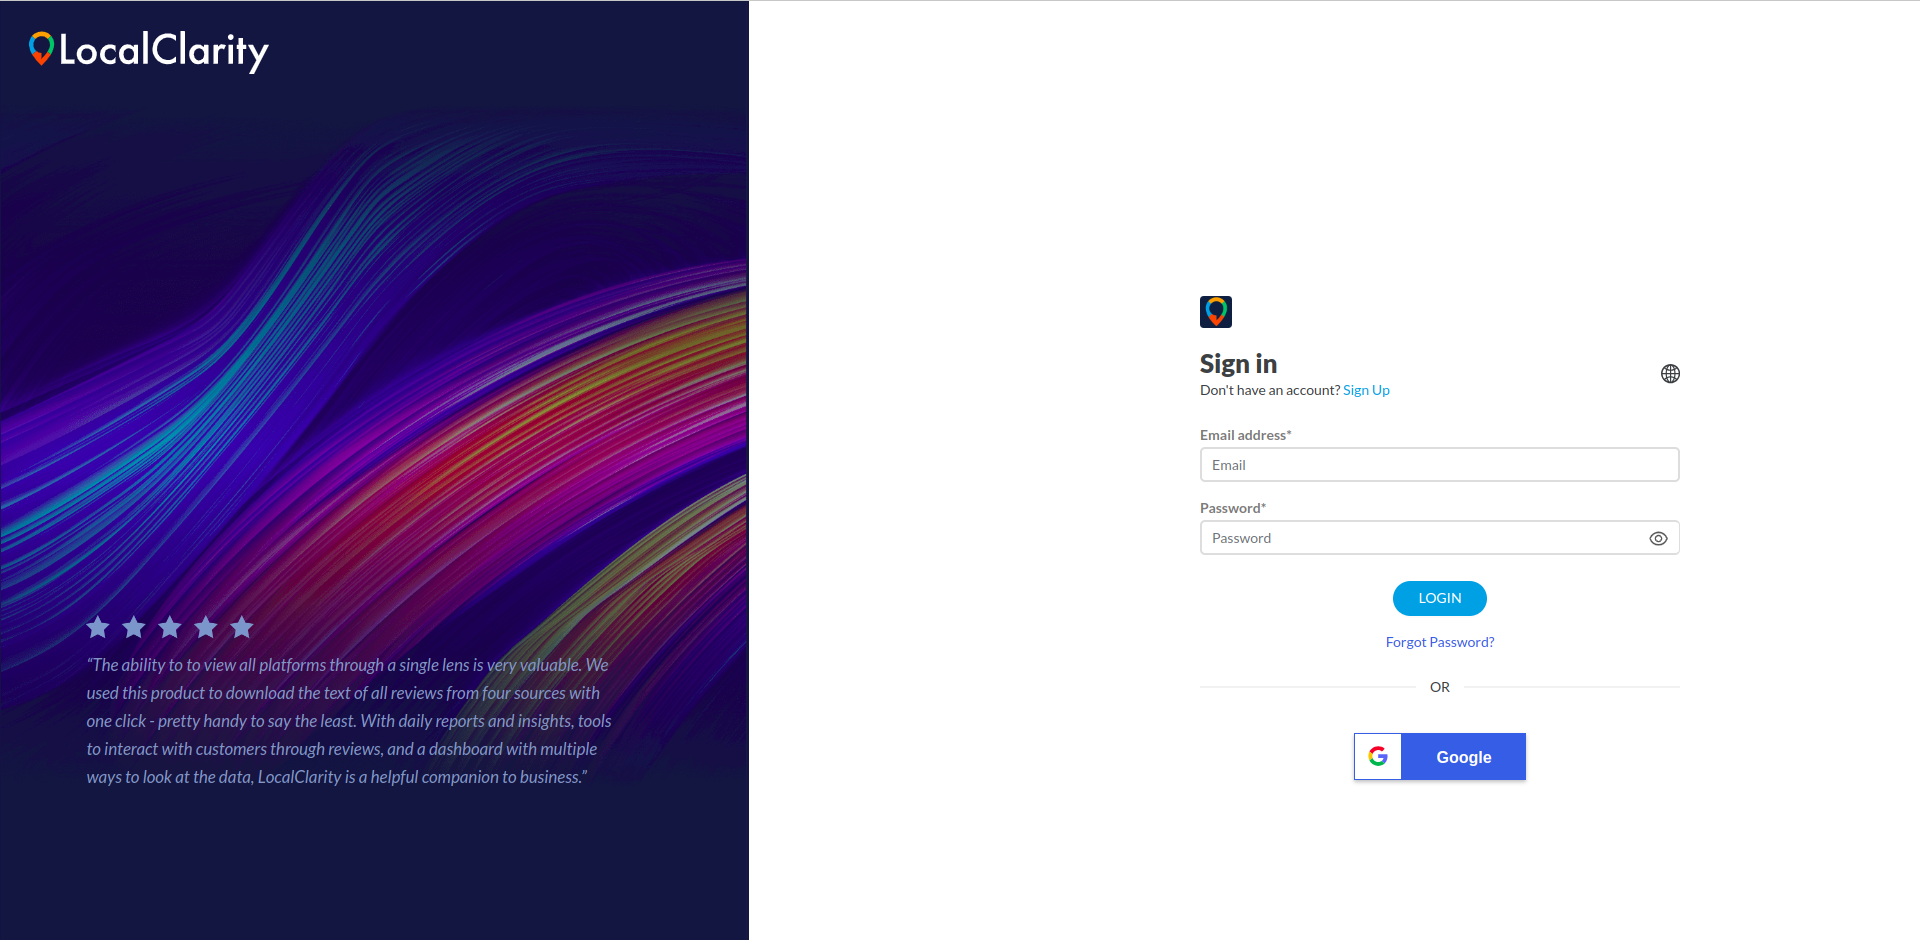 LocalClarity
“The ability to to view all platforms through a single lens is very valuable. We
used this product to download the text of all reviews from four sources with
one click - pretty handy to say the least. With daily reports and insights, tools
to interact with customers through reviews, and a dashboard with multiple
ways to look at the data, LocalClarity is a helpful companion to business.”
Sign in
Don't have an account? Sign Up
Email address*
Email
Password*
Password
LOGIN
Forgot Password?
OR
Google